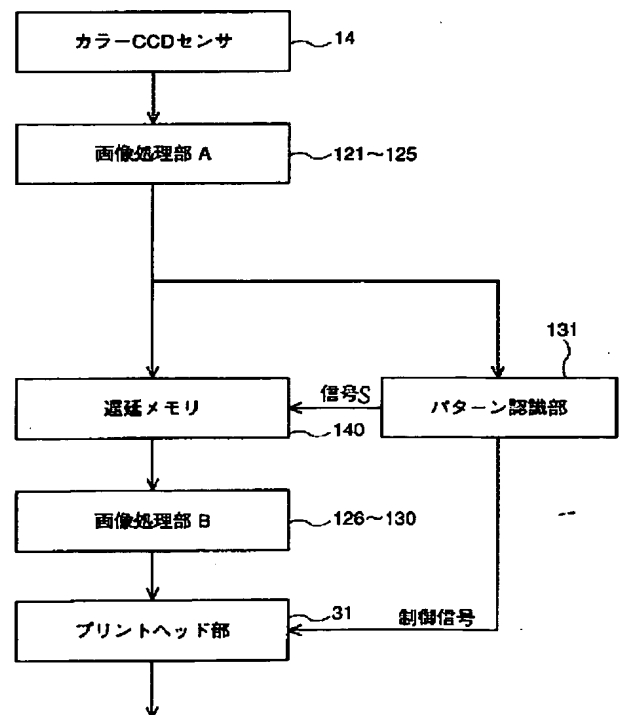 カラーCCDセンサ
14
画像処理部 A
121~125
131
遅延メモリ
信号S
パターン認識部
140
画像処理部 B
126~130
プリントヘッド部
31
制御信号